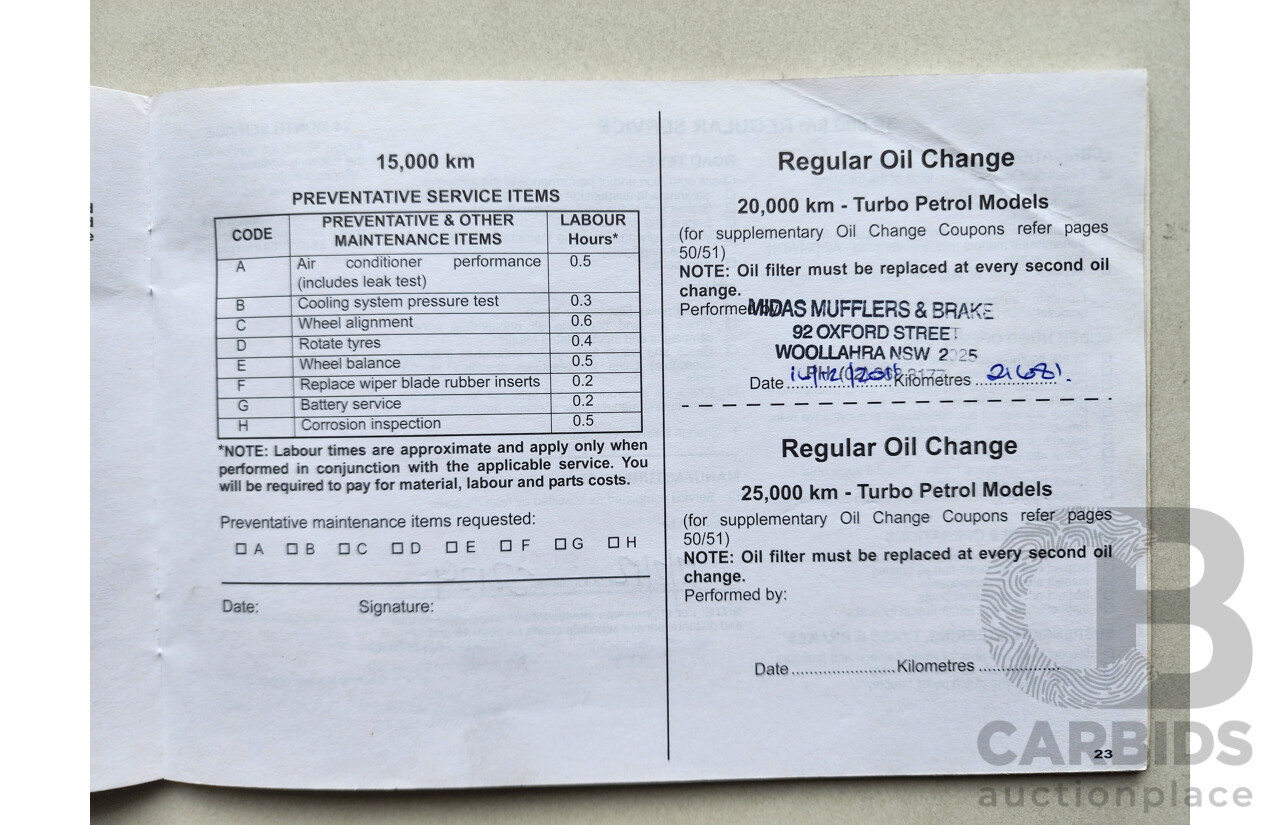 15,000 km
PREVENTATIVE SERVICE ITEMS
CODE PREVENTATIVE & OTHER MAINTENANCE ITEMS LABOUR Hours*
A Air conditioner performance (includes leak test) 0.5
B Cooling system pressure test 0.3
C Wheel alignment 0.6
D Rotate tyres 0.4
E Wheel balance 0.5
F Replace wiper blade rubber inserts 0.2
G Battery service 0.2
H Corrosion inspection 0.5
*NOTE: Labour times are approximate and apply only when
performed in conjunction with the applicable service. You
will be required to pay for material, labour and parts costs.
Preventative maintenance items requested:
A B C D E F G H
Date: Signature:
Regular Oil Change
20,000 km - Turbo Petrol Models
(for supplementary Oil Change Coupons refer pages
50/51)
NOTE: Oil filter must be replaced at every second oil
change.
Performed by
MIDAS MUFFLERS & BRAKE
92 OXFORD STREET
WOOLLAHRA NSW 2025
PH: (02)
Date Kilometres 21681.
Regular Oil Change
25,000 km - Turbo Petrol Models
(for supplementary Oil Change Coupons refer pages
50/51)
NOTE: Oil filter must be replaced at every second oil
change.
Performed by:
Date Kilometres
23
CB
CARBIDS
auctionplace